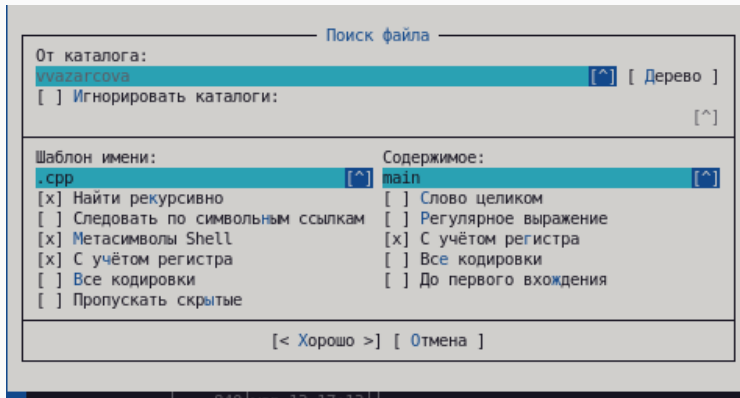 Поиск файла
От каталога:
vvazarcova [^] [ Дерево ]
[ ] Игнорировать каталоги:
[^]
Шаблон имени: Содержимое:
.cpp [^] main [^]
[x] Найти рекурсивно [ ] Слово целиком
[ ] Следовать по символьным ссылкам [ ] Регулярное выражение
[x] Метасимволы Shell [x] С учётом регистра
[x] С учётом регистра [ ] Все кодировки
[ ] Все кодировки [ ] До первого вхождения
[ ] Пропускать скрытые
[< Хорошо >] [ Отмена ]